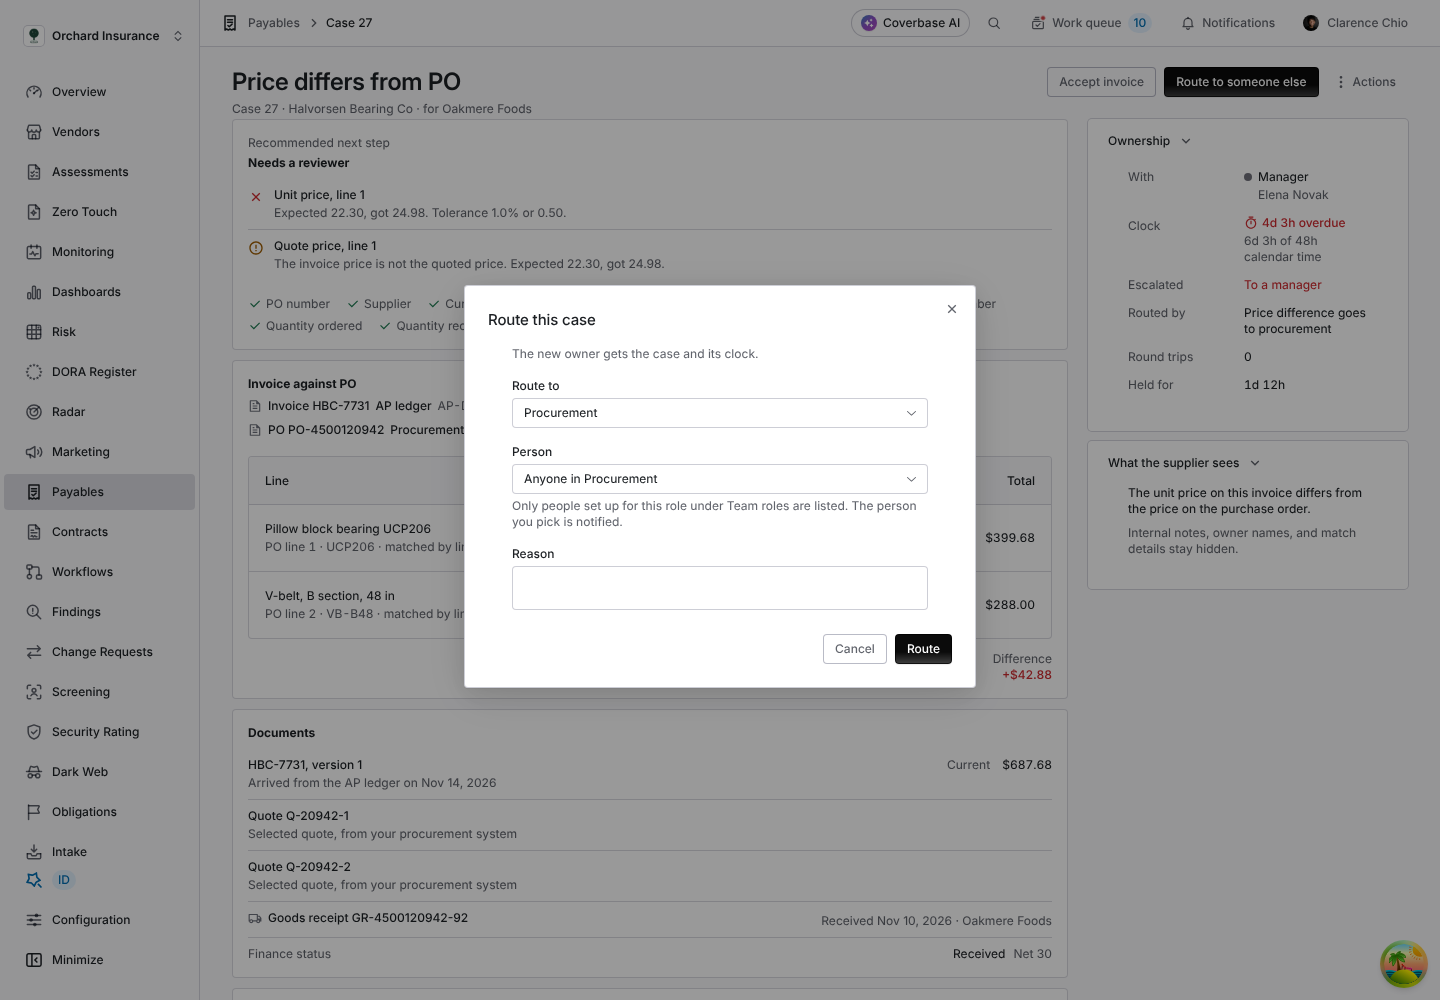 Orchard Insurance
Overview
Vendors
Assessments
Zero Touch
Monitoring
Dashboards
Risk
DORA Register
Radar
Marketing
Payables
Contracts
Workflows
Findings
Change Requests
Screening
Security Rating
Dark Web
Obligations
Intake
ID
Configuration
Minimize
Payables > Case 27
Coverbase AI
Work queue 10
Notifications
Clarence Chio
Price differs from PO
Case 27 · Halvorsen Bearing Co · for Oakmere Foods
Accept invoice
Route to someone else
Actions
Recommended next step
Needs a reviewer
Unit price, line 1
Expected 22.30, got 24.98. Tolerance 1.0% or 0.50.
Quote price, line 1
The invoice price is not the quoted price. Expected 22.30, got 24.98.
PO number Supplier
Quantity ordered
Invoice against PO
Invoice HBC-7731 AP ledger
PO PO-4500120942 Procurement
Line Total
Pillow block bearing UCP206
PO line 1 · UCP206 · matched by
$399.68
V-belt, B section, 48 in
PO line 2 · VB-B48 · matched by
$288.00
Difference
+$42.88
Documents
HBC-7731, version 1
Arrived from the AP ledger on Nov 14, 2026
Current $687.68
Quote Q-20942-1
Selected quote, from your procurement system
Quote Q-20942-2
Selected quote, from your procurement system
Goods receipt GR-4500120942-92
Received Nov 10, 2026 · Oakmere Foods
Finance status
Received Net 30
Route this case
The new owner gets the case and its clock.
Route to
Procurement
Person
Anyone in Procurement
Only people set up for this role under Team roles are listed. The person
you pick is notified.
Reason
Cancel
Route
Ownership
With Manager
Elena Novak
Clock 4d 3h overdue
6d 3h of 48h
calendar time
Escalated To a manager
Routed by Price difference goes
to procurement
Round trips 0
Held for 1d 12h
What the supplier sees
The unit price on this invoice differs from
the price on the purchase order.
Internal notes, owner names, and match
details stay hidden.